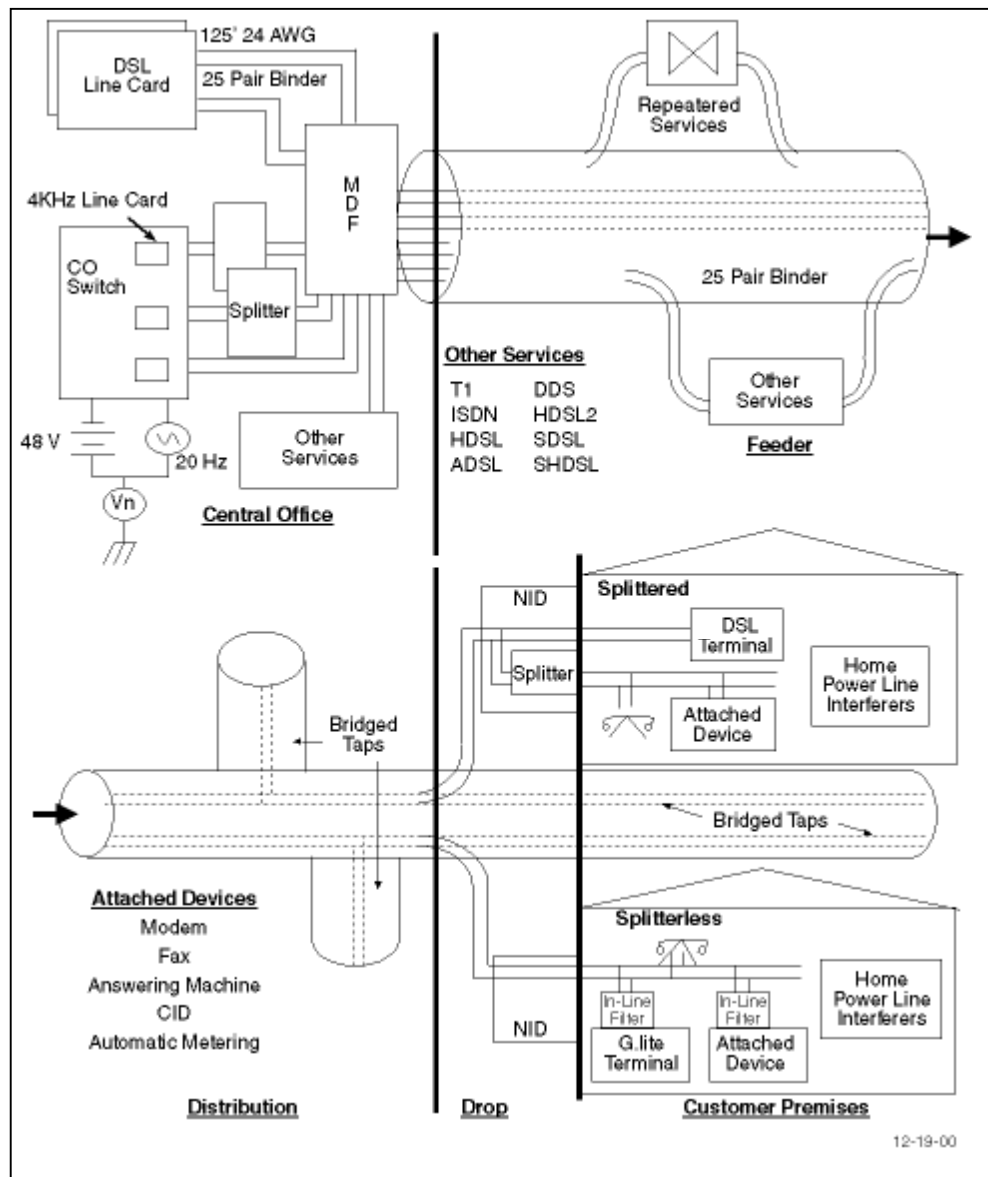 125' 24 AWG
DSL
Line Card
25 Pair Binder
M
D
F
4KHz Line Card
CO
Switch
Splitter
48 V
20 Hz
Vn
Other
Services
Central Office
Repeatered
Services
25 Pair Binder
Other Services
T1 DDS
ISDN HDSL2
HDSL SDSL
ADSL SHDSL
Other
Services
Feeder
Bridged
Taps
Attached Devices
Modem
Fax
Answering Machine
CID
Automatic Metering
Distribution
NID
Splitter
Splittered
DSL
Terminal
Attached
Device
Home
Power Line
Interferers
Bridged Taps
Splitterless
NID
In-Line
Filter
G.lite
Terminal
In-Line
Filter
Attached
Device
Home
Power Line
Interferers
Drop
Customer Premises
12-19-00